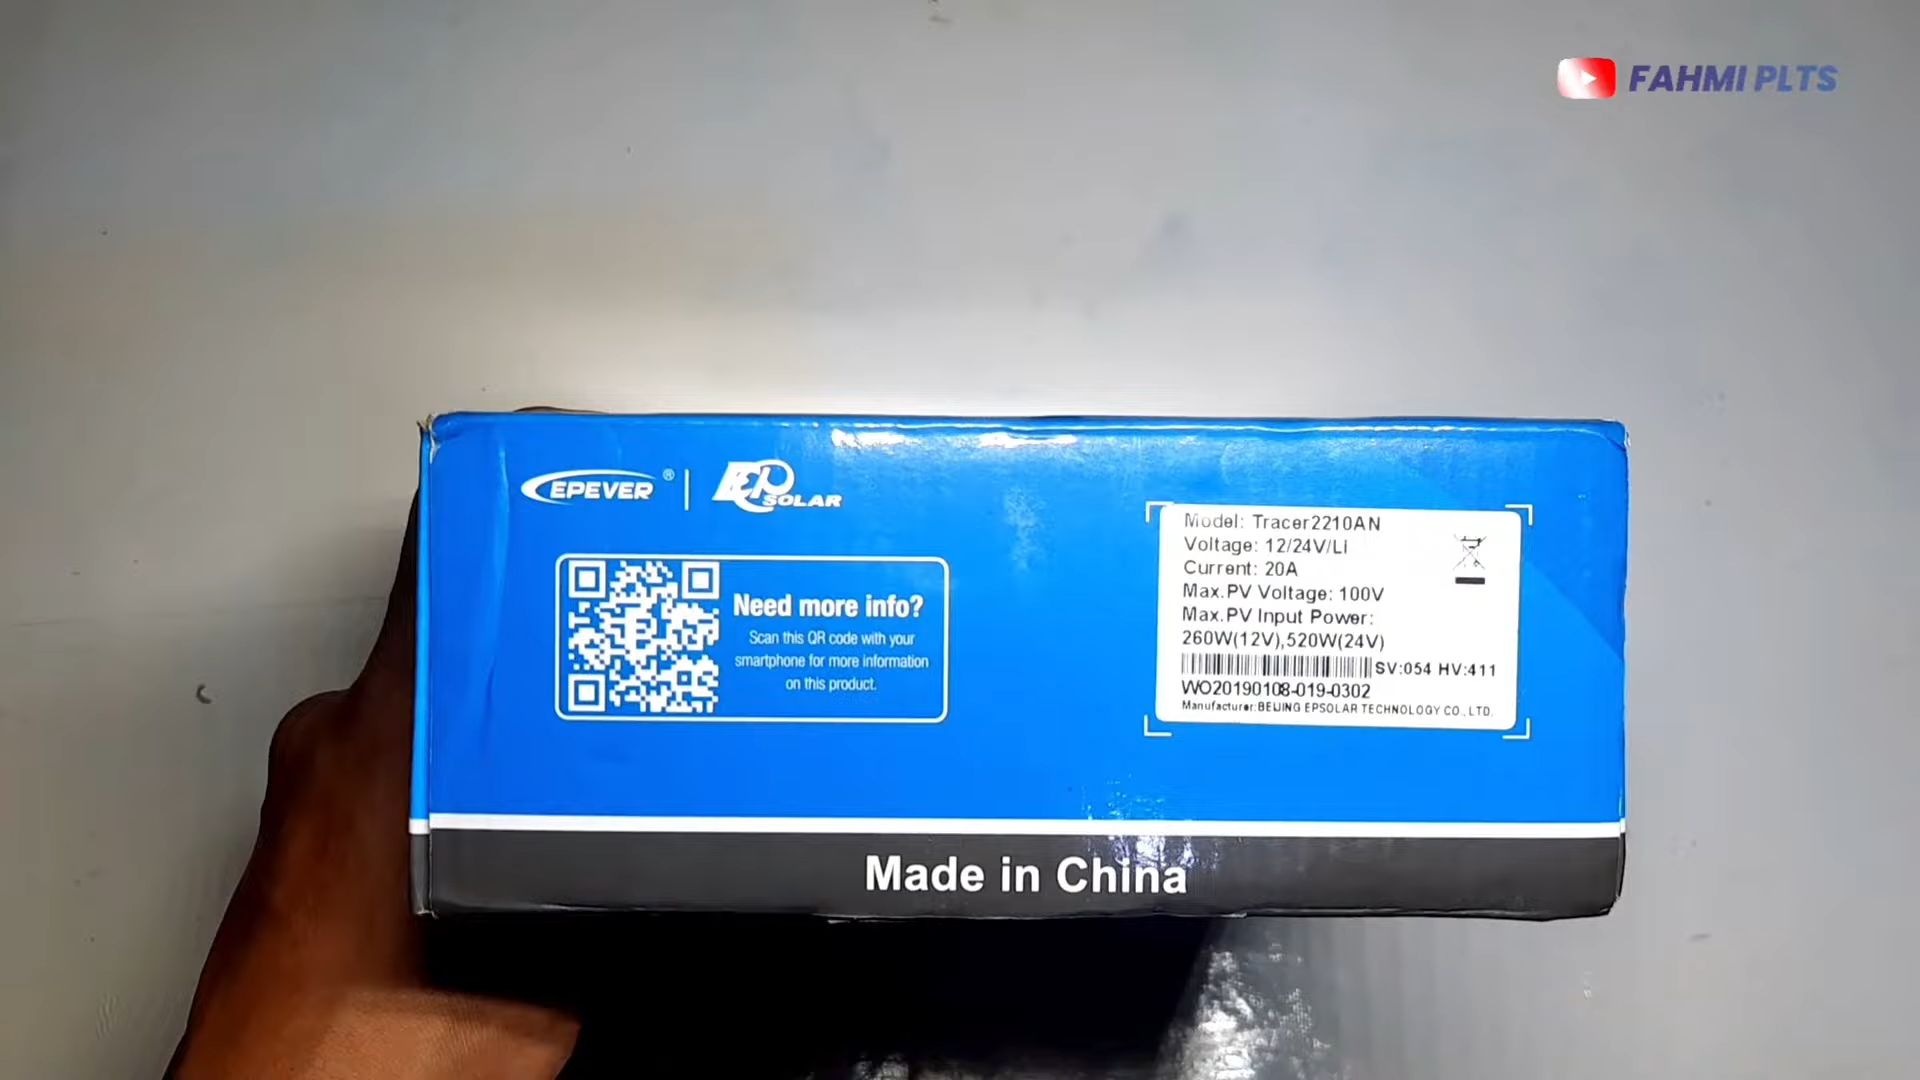 FAHMI PLTS
EPEVER ® | EP SOLAR
Need more info?
Scan this QR code with your
smartphone for more information
on this product.
Model: Tracer2210AN
Voltage: 12/24V/Li
Current: 20A
Max.PV Voltage: 100V
Max.PV Input Power:
260W(12V),520W(24V)
SV:054 HV:411
WO20190108-019-0302
Manufacturer:BEIJING EPSOLAR TECHNOLOGY CO., LTD.
Made in China